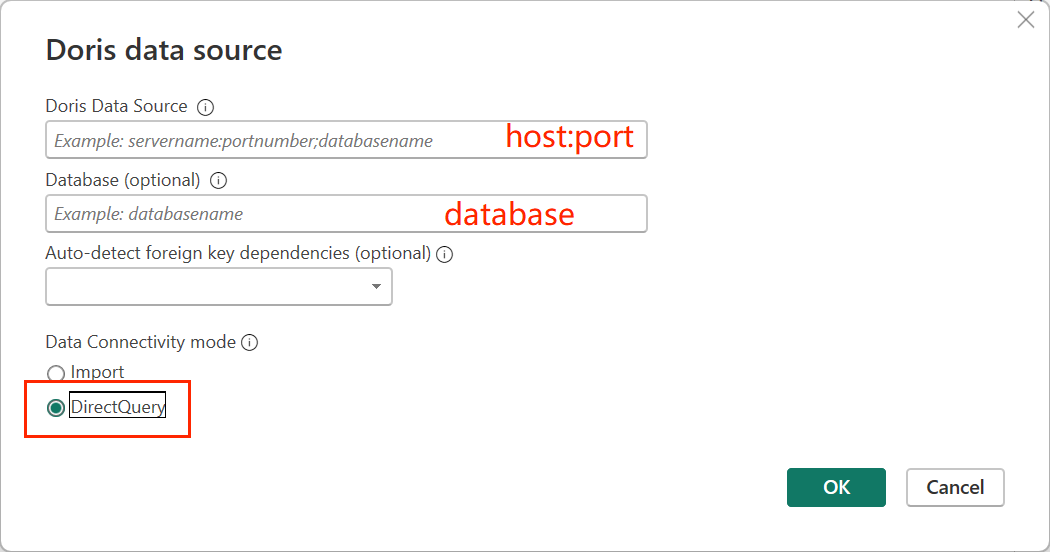 Doris data source
Doris Data Source
Example: servername:portnumber;databasename host:port
Database (optional)
Example: databasename database
Auto-detect foreign key dependencies (optional)
Data Connectivity mode
Import
DirectQuery
OK Cancel